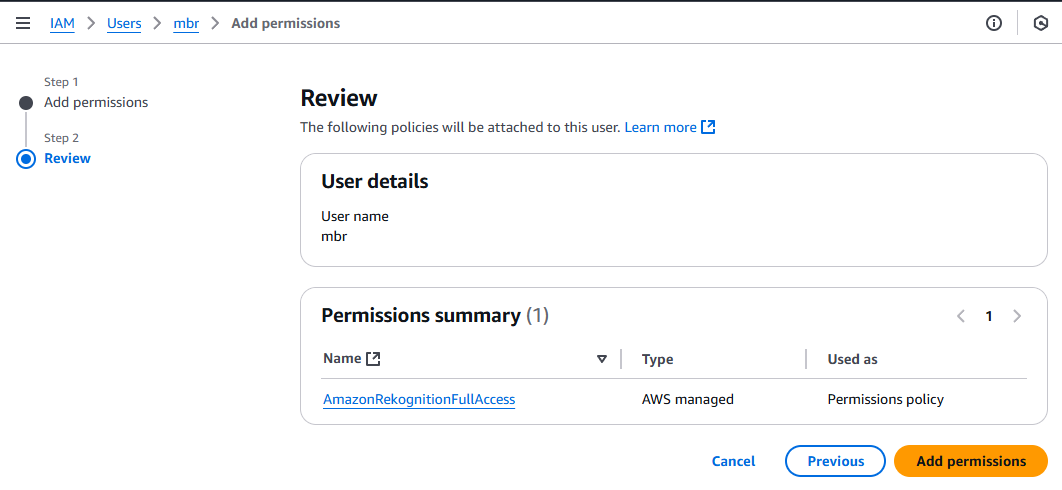 IAM > Users > mbr > Add permissions
Step 1
Add permissions
Step 2
Review
Review
The following policies will be attached to this user. Learn more
User details
User name
mbr
Permissions summary (1)
1
Name Type Used as
AmazonRekognitionFullAccess AWS managed Permissions policy
Cancel Previous Add permissions